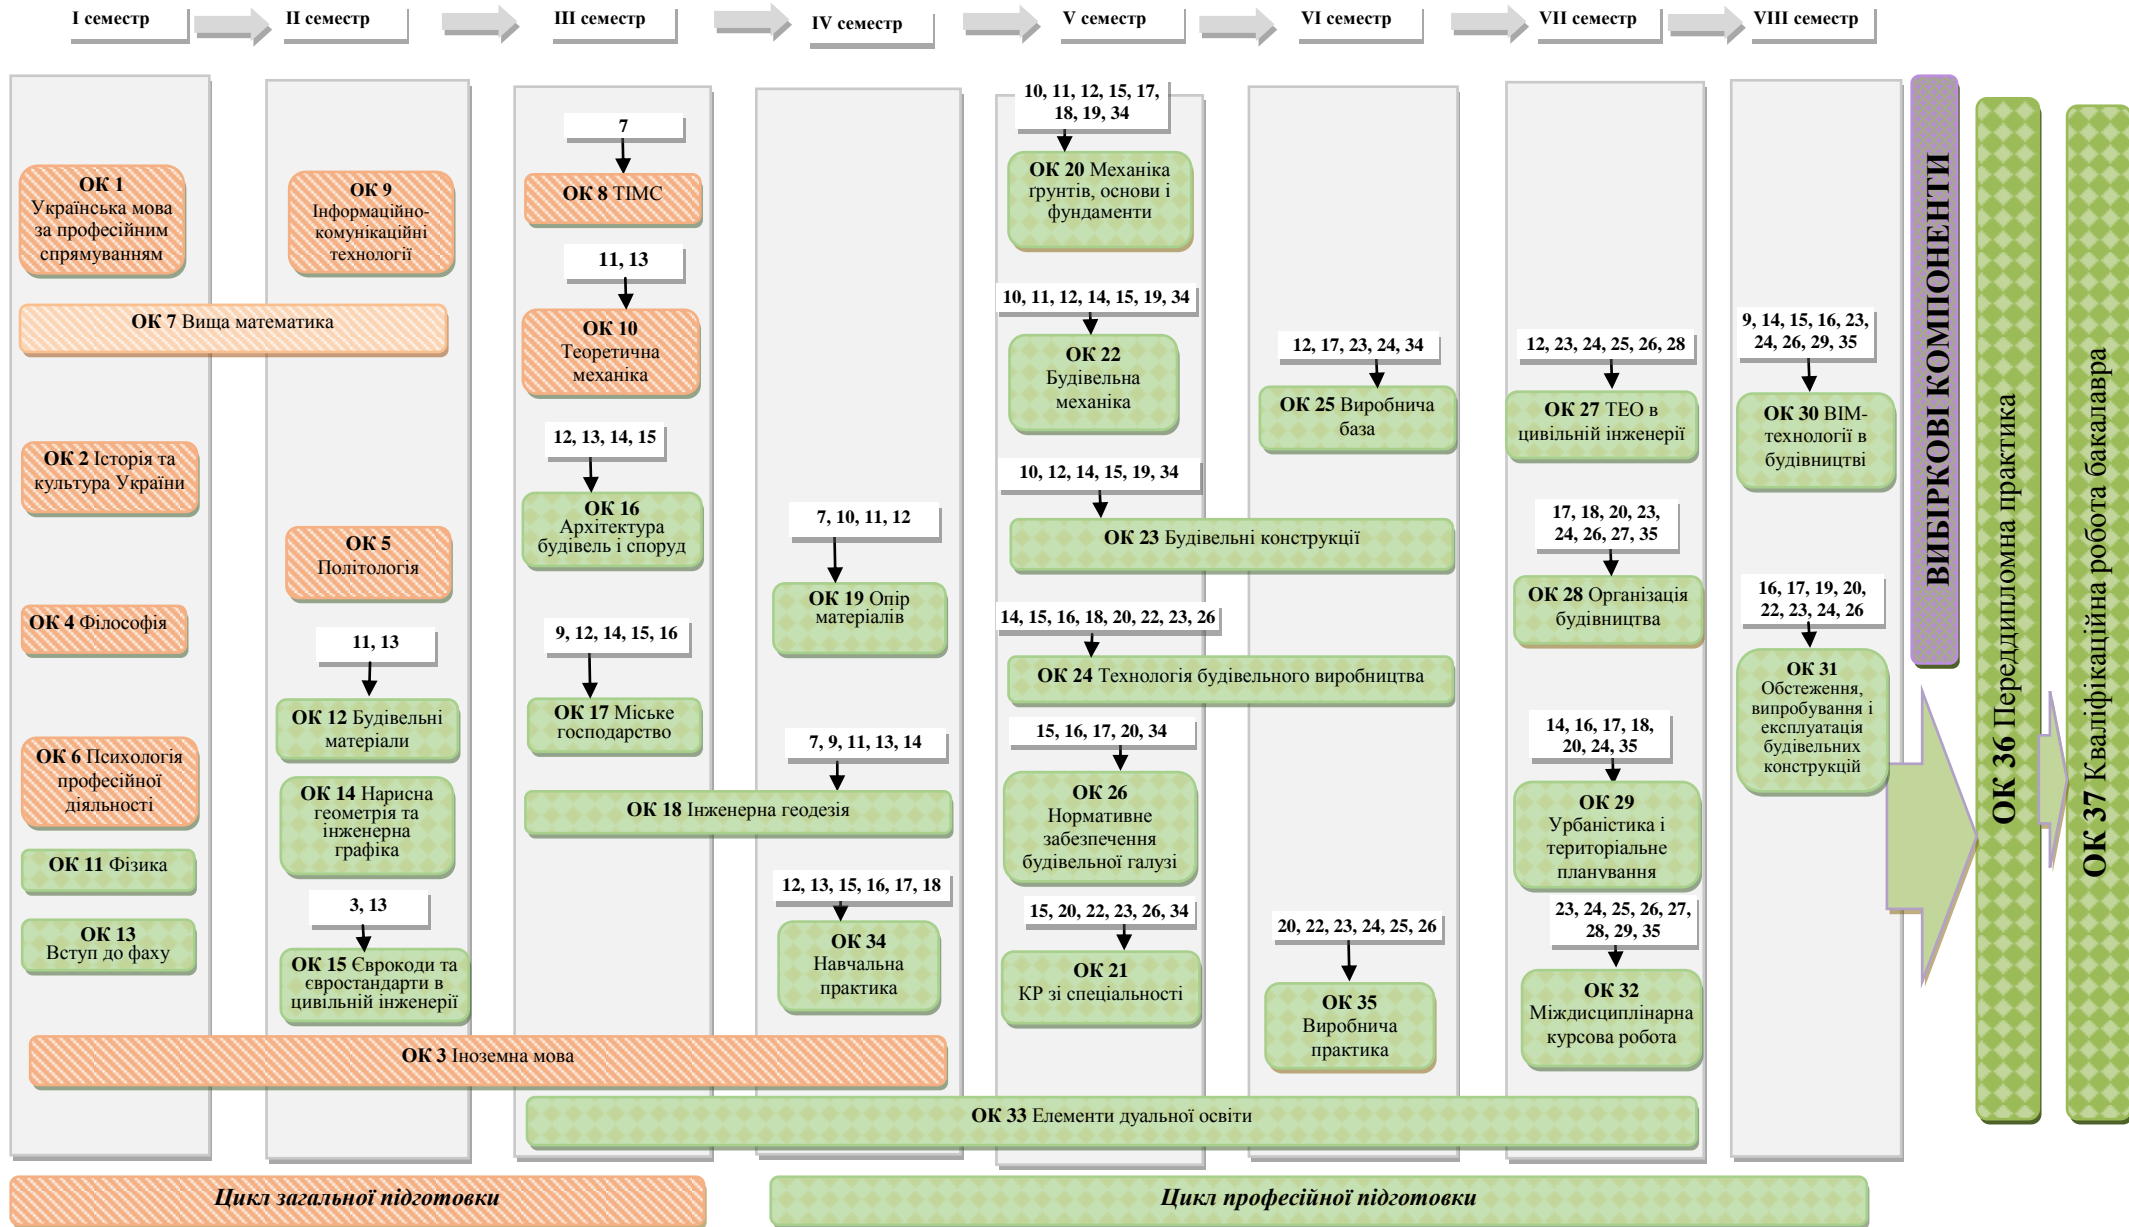 I семестр
II семестр
III семестр
IV семестр
V семестр
VI семестр
VII семестр
VIII семестр
ОК 1
Українська мова
за професійним
спрямуванням
ОК 7 Вища математика
ОК 2 Історія та
культура України
ОК 4 Філософія
ОК 6 Психологія
професійної
діяльності
ОК 11 Фізика
ОК 13
Вступ до фаху
ОК 3 Іноземна мова
ОК 9
Інформаційно-
комунікаційні
технології
ОК 5
Політологія
11, 13
ОК 12 Будівельні
матеріали
ОК 14 Нарисна
геометрія та
інженерна
графіка
3, 13
ОК 15 Єврокоди та
євростандарти в
цивільній інженерії
7
ОК 8 ТІМС
11, 13
ОК 10
Теоретична
механіка
12, 13, 14, 15
ОК 16
Архітектура
будівель і споруд
9, 12, 14, 15, 16
ОК 17 Міське
господарство
ОК 18 Інженерна геодезія
ОК 33 Елементи дуальної освіти
7, 10, 11, 12
ОК 19 Опір
матеріалів
7, 9, 11, 13, 14
12, 13, 15, 16, 17, 18
ОК 34
Навчальна
практика
10, 11, 12, 15, 17,
18, 19, 34
ОК 20 Механіка
ґрунтів, основи і
фундаменти
10, 11, 12, 14, 15, 19, 34
ОК 22
Будівельна
механіка
10, 12, 14, 15, 19, 34
ОК 23 Будівельні конструкції
14, 15, 16, 18, 20, 22, 23, 26
ОК 24 Технологія будівельного виробництва
15, 16, 17, 20, 34
ОК 26
Нормативне
забезпечення
будівельної галузі
15, 20, 22, 23, 26, 34
ОК 21
КР зі спеціальності
12, 17, 23, 24, 34
ОК 25 Виробнича
база
20, 22, 23, 24, 25, 26
ОК 35
Виробнича
практика
12, 23, 24, 25, 26, 28
ОК 27 ТЕО в
цивільній інженерії
17, 18, 20, 23,
24, 26, 27, 35
ОК 28 Організація
будівництва
14, 16, 17, 18,
20, 24, 35
ОК 29
Урбаністика і
територіальне
планування
23, 24, 25, 26, 27,
28, 29, 35
ОК 32
Міждисциплінарна
курсова робота
9, 14, 15, 16, 23,
24, 26, 29, 35
ОК 30 BIM-
технології в
будівництві
16, 17, 19, 20,
22, 23, 24, 26
ОК 31
Обстеження,
випробування і
експлуатація
будівельних
конструкцій
ВИБІРКОВІ КОМПОНЕНТИ
ОК 36 Переддипломна практика
ОК 37 Кваліфікаційна робота бакалавра
Цикл загальної підготовки
Цикл професійної підготовки